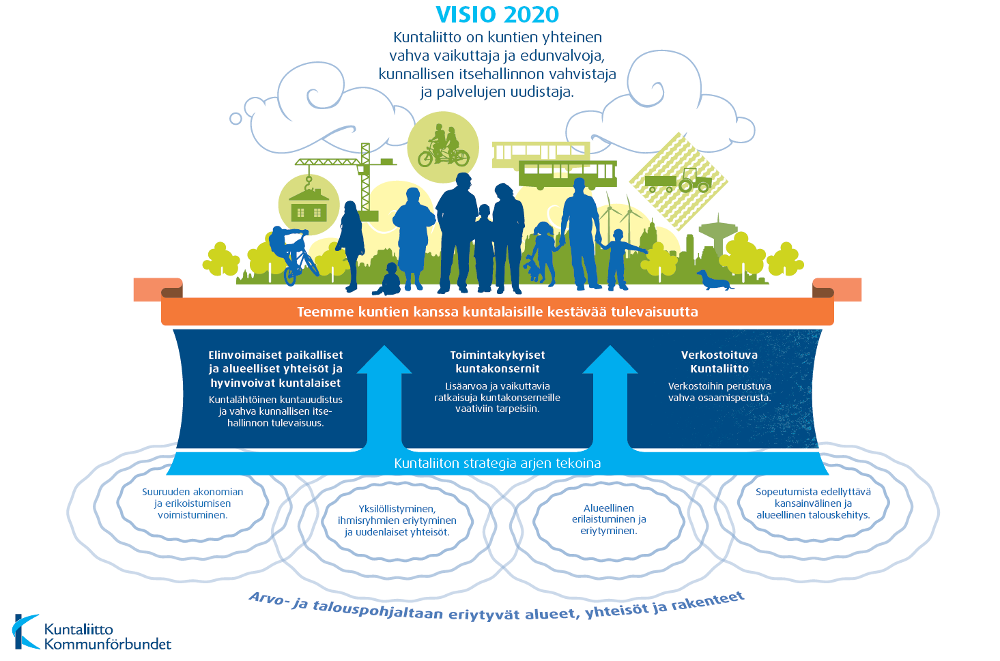 VISIO 2020
Kuntaliitto on kuntien yhteinen
vahva vaikuttaja ja edunvalvoja,
kunnallisen itsehallinnon vahvistaja
ja palvelujen uudistaja.
Teemme kuntien kanssa kuntalaisille kestävää tulevaisuutta
Elinvoimaiset paikalliset
ja alueelliset yhteisöt ja
hyvinvoivat kuntalaiset
Kuntalähtöinen kuntauudistus
ja vahva kunnallisen itse-
hallinnon tulevaisuus.
Toimintakykyiset
kuntakonsernit
Lisäarvoa ja vaikuttavia
ratkaisuja kuntakonserneille
vaativiin tarpeisiin.
Verkostoituva
Kuntaliitto
Verkostoihin perustuva
vahva osaamisperusta.
Kuntaliiton strategia arjen tekoina
Suuruuden akonomian
ja erikoistumisen
voimistuminen.
Yksilöllistyminen,
ihmisryhmien eriytyminen
ja uudenlaiset yhteisöt.
Alueellinen
erilaistuminen ja
eriytyminen.
Sopeutumista edellyttävä
kansainvälinen ja
alueellinen talouskehitys.
Arvo- ja talouspohjaltaan eriytyvät alueet, yhteisöt ja rakenteet
Kuntaliitto
Kommunförbundet